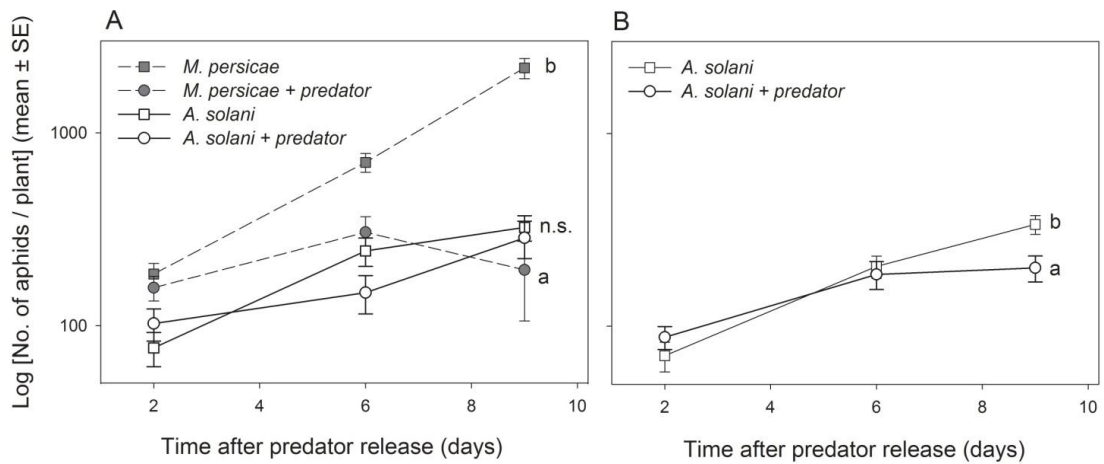 A
M. persicae
M. persicae + predator
A. solani
A. solani + predator
b
n.s.
a
1000
100
Log [No. of aphids / plant] (mean ± SE)
2 4 6 8 10
Time after predator release (days)
B
A. solani
A. solani + predator
b
a
2 4 6 8 10
Time after predator release (days)